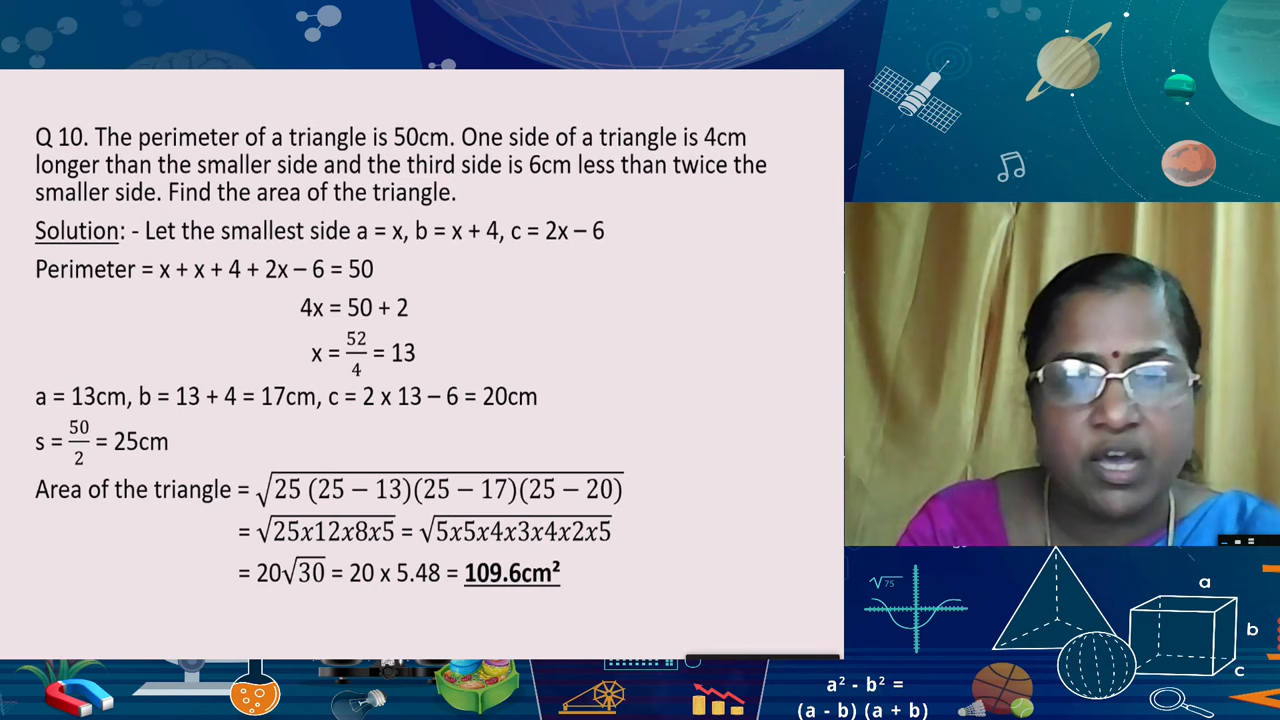 Q 10. The perimeter of a triangle is 50cm. One side of a triangle is 4cm
longer than the smaller side and the third side is 6cm less than twice the
smaller side. Find the area of the triangle.
Solution: - Let the smallest side a = x, b = x + 4, c = 2x – 6
Perimeter = x + x + 4 + 2x – 6 = 50
4x = 50 + 2
x = 52/4 = 13
a = 13cm, b = 13 + 4 = 17cm, c = 2 x 13 – 6 = 20cm
s = 50/2 = 25cm
Area of the triangle = √25 (25 − 13)(25 − 17)(25 − 20)
= √25x12x8x5 = √5x5x4x3x4x2x5
= 20√30 = 20 x 5.48 = 109.6cm²
√75
a
b
c
a² - b² =
(a - b) (a + b)